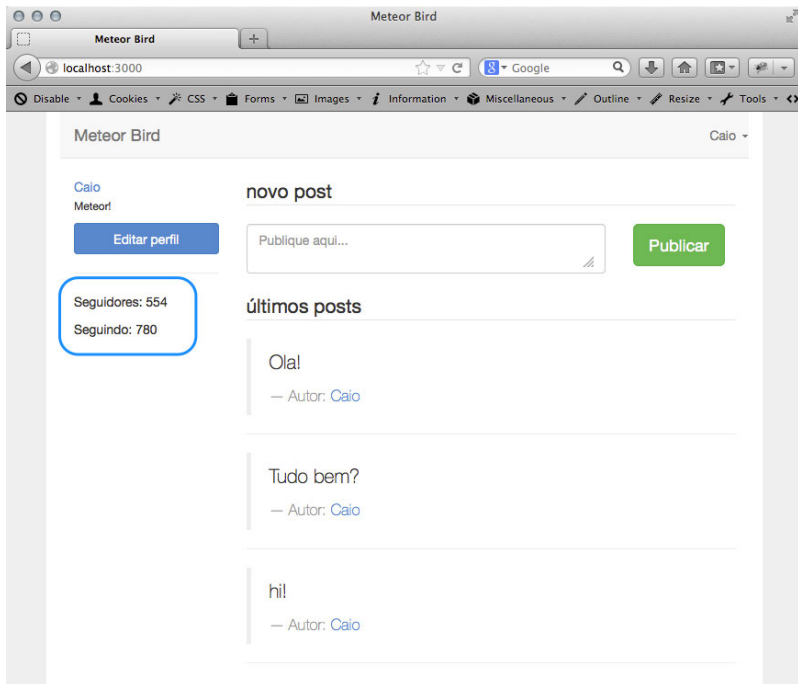 Meteor Bird
Meteor Bird
localhost:3000
Google
Disable Cookies CSS Forms Images Information Miscellaneous Outline Resize Tools
Meteor Bird
Caio
Caio
Meteor!
Editar perfil
Seguidores: 554
Seguindo: 780
novo post
Publique aqui...
Publicar
últimos posts
Ola!
— Autor: Caio
Tudo bem?
— Autor: Caio
hi!
— Autor: Caio